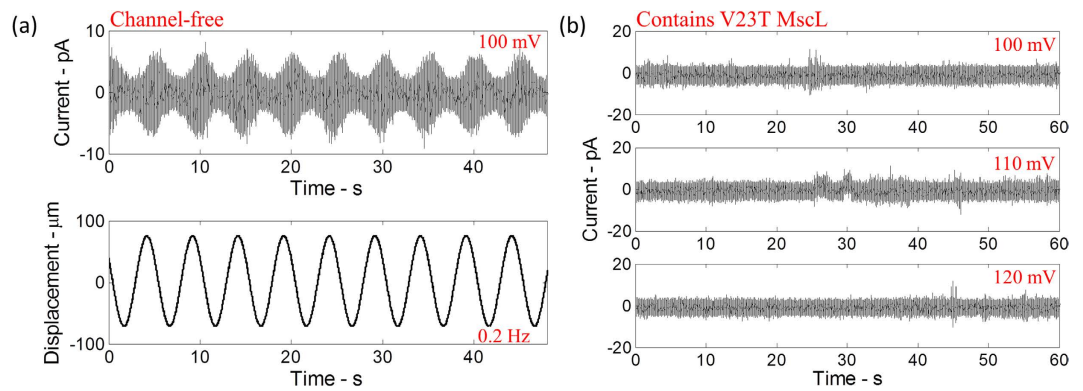 (a)
Channel-free
100 mV
Current - pA
10
0
-10
0 10 20 30 40
Time - s
Displacement - μm
100
0
-100
0.2 Hz
0 10 20 30 40
Time - s
(b)
Contains V23T MscL
100 mV
20
0
-20
0 10 20 30 40 50 60
110 mV
Current - pA
20
0
-20
0 10 20 30 40 50 60
120 mV
20
0
-20
0 10 20 30 40 50 60
Time - s